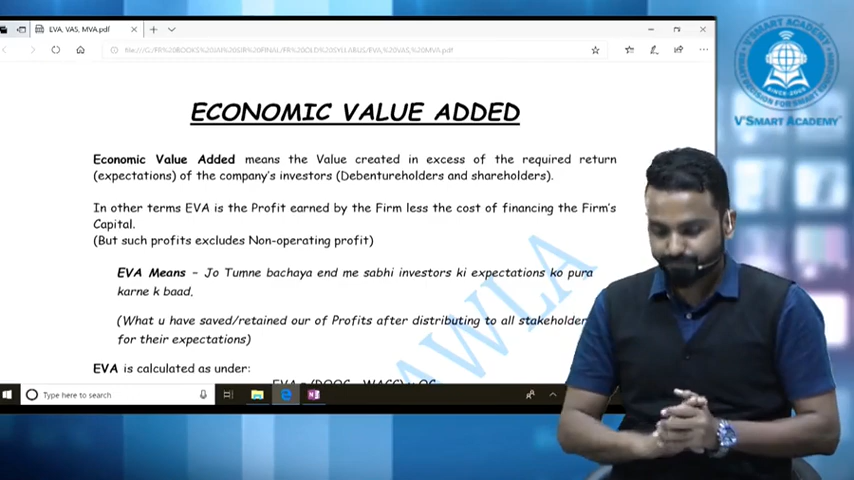 EVA, VAS, MVA.pdf
ECONOMIC VALUE ADDED
Economic Value Added means the Value created in excess of the required return
(expectations) of the company's investors (Debentureholders and shareholders).
In other terms EVA is the Profit earned by the Firm less the cost of financing the Firm's
Capital.
(But such profits excludes Non-operating profit)
EVA Means – Jo Tumne bachaya end me sabhi investors ki expectations ko pura
karne k baad,
(What u have saved/retained our of Profits after distributing to all stakeholder
for their expectations)
EVA is calculated as under:
AWLA
Type here to search
V'SMART ACADEMY
SINCE-2008
V'SMART ACADEMY